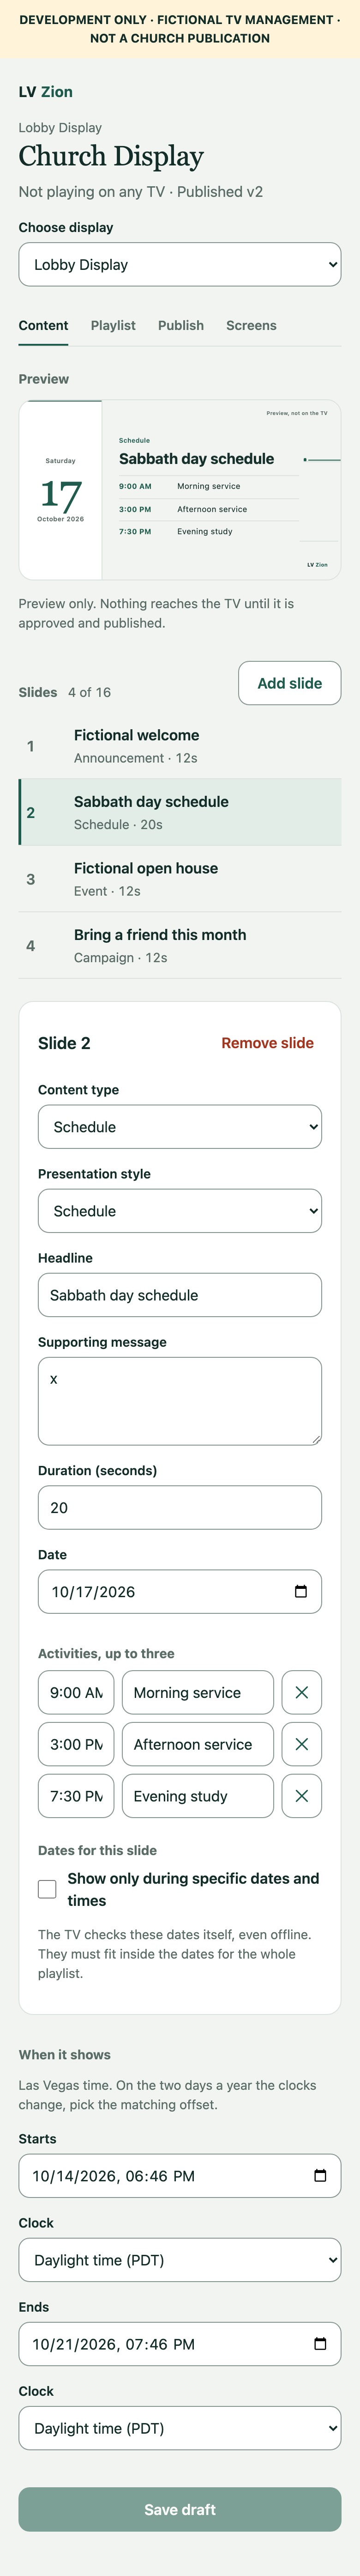 DEVELOPMENT ONLY · FICTIONAL TV MANAGEMENT ·
NOT A CHURCH PUBLICATION
LV Zion
Lobby Display
Church Display
Not playing on any TV · Published v2
Choose display
Lobby Display
Content
Playlist
Publish
Screens
Preview
Preview, not on the TV
Saturday
17
October 2026
Schedule
Sabbath day schedule
9:00 AM Morning service
3:00 PM Afternoon service
7:30 PM Evening study
LV Zion
Preview only. Nothing reaches the TV until it is
approved and published.
Slides 4 of 16
Add slide
1
Fictional welcome
Announcement · 12s
2
Sabbath day schedule
Schedule · 20s
3
Fictional open house
Event · 12s
4
Bring a friend this month
Campaign · 12s
Slide 2
Remove slide
Content type
Schedule
Presentation style
Schedule
Headline
Sabbath day schedule
Supporting message
x
Duration (seconds)
20
Date
10/17/2026
Activities, up to three
9:00 AM Morning service
3:00 PM Afternoon service
7:30 PM Evening study
Dates for this slide
Show only during specific dates and
times
The TV checks these dates itself, even offline.
They must fit inside the dates for the whole
playlist.
When it shows
Las Vegas time. On the two days a year the clocks
change, pick the matching offset.
Starts
10/14/2026, 06:46 PM
Clock
Daylight time (PDT)
Ends
10/21/2026, 07:46 PM
Clock
Daylight time (PDT)
Save draft